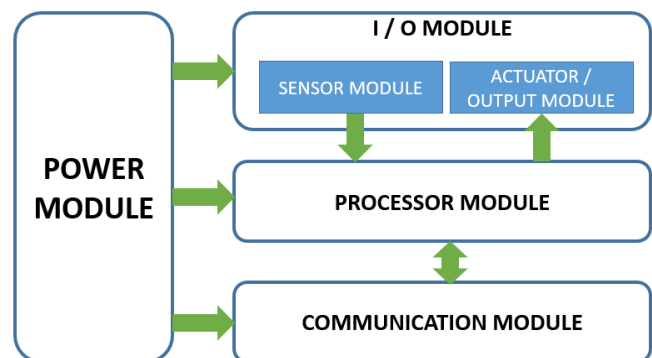 I / O MODULE
SENSOR MODULE
ACTUATOR /
OUTPUT MODULE
POWER
MODULE
PROCESSOR MODULE
COMMUNICATION MODULE